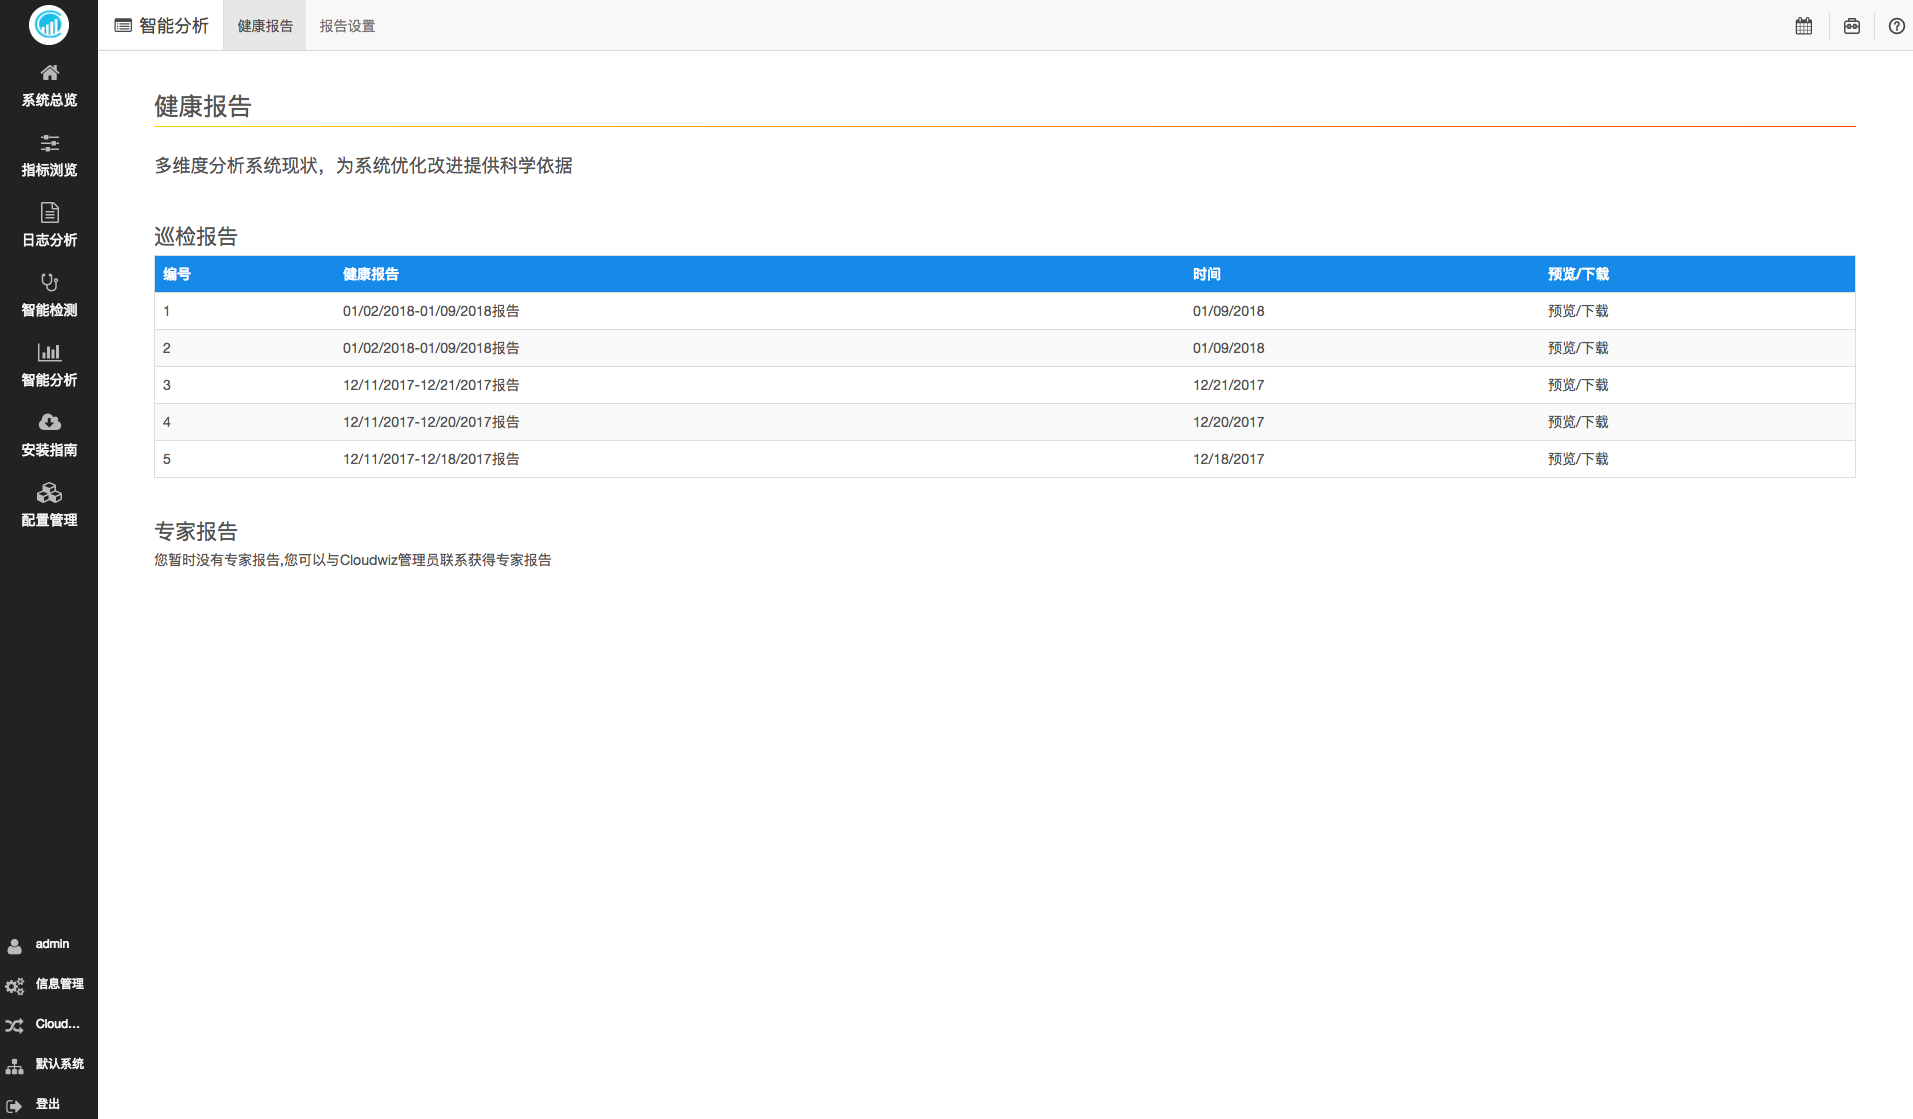 智能分析
健康报告
报告设置
系统总览
指标浏览
日志分析
智能检测
智能分析
安装指南
配置管理
admin
信息管理
Cloud...
默认系统
登出
健康报告
多维度分析系统现状，为系统优化改进提供科学依据
巡检报告
编号 健康报告 时间 预览/下载
1 01/02/2018-01/09/2018报告 01/09/2018 预览/下载
2 01/02/2018-01/09/2018报告 01/09/2018 预览/下载
3 12/11/2017-12/21/2017报告 12/21/2017 预览/下载
4 12/11/2017-12/20/2017报告 12/20/2017 预览/下载
5 12/11/2017-12/18/2017报告 12/18/2017 预览/下载
专家报告
您暂时没有专家报告,您可以与Cloudwiz管理员联系获得专家报告